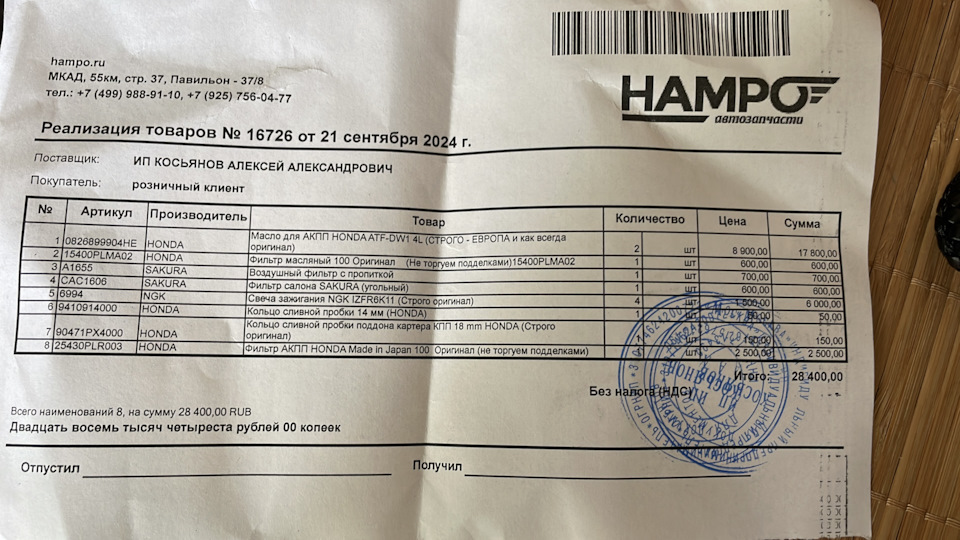 hampo.ru
МКАД, 55км, стр. 37, Павильон - 37/8
тел.: +7 (499) 988-91-10, +7 (925) 756-04-77
НАМРО
автозапчасти
Реализация товаров № 16726 от 21 сентября 2024 г.
Поставщик: ИП КОСЬЯНОВ АЛЕКСЕЙ АЛЕКСАНДРОВИЧ
Покупатель: розничный клиент
№ Артикул Производитель Товар Количество Цена Сумма
1 0826899904HE HONDA Масло для АКПП HONDA ATF-DW1 4L (СТРОГО - ЕВРОПА и как всегда оригинал) 2 шт 8 900,00 17 800,00
2 15400PLMA02 HONDA Фильтр масляный 100 Оригинал (Не торгуем подделками)15400PLMA02 1 шт 600,00 600,00
3 A1655 SAKURA Воздушный фильтр с пропиткой 1 шт 700,00 700,00
4 CAC1606 SAKURA Фильтр салона SAKURA (угольный) 1 шт 600,00 600,00
5 6994 NGK Свеча зажигания NGK IZFR6K11 (Строго оригинал) 4 шт 1 500,00 6 000,00
6 9410914000 HONDA Кольцо сливной пробки 14 мм (HONDA) 1 шт 50,00 50,00
7 90471PX4000 HONDA Кольцо сливной пробки поддона картера КПП 18 mm HONDA (Строго оригинал) 1 шт 150,00 150,00
8 25430PLR003 HONDA Фильтр АКПП HONDA Made in Japan 100 Оригинал (не торгуем подделками) 1 шт 2 500,00 2 500,00
Итого: 28 400,00
Без налога (НДС)
Всего наименований 8, на сумму 28 400,00 RUB
Двадцать восемь тысяч четыреста рублей 00 копеек
Отпустил Получил